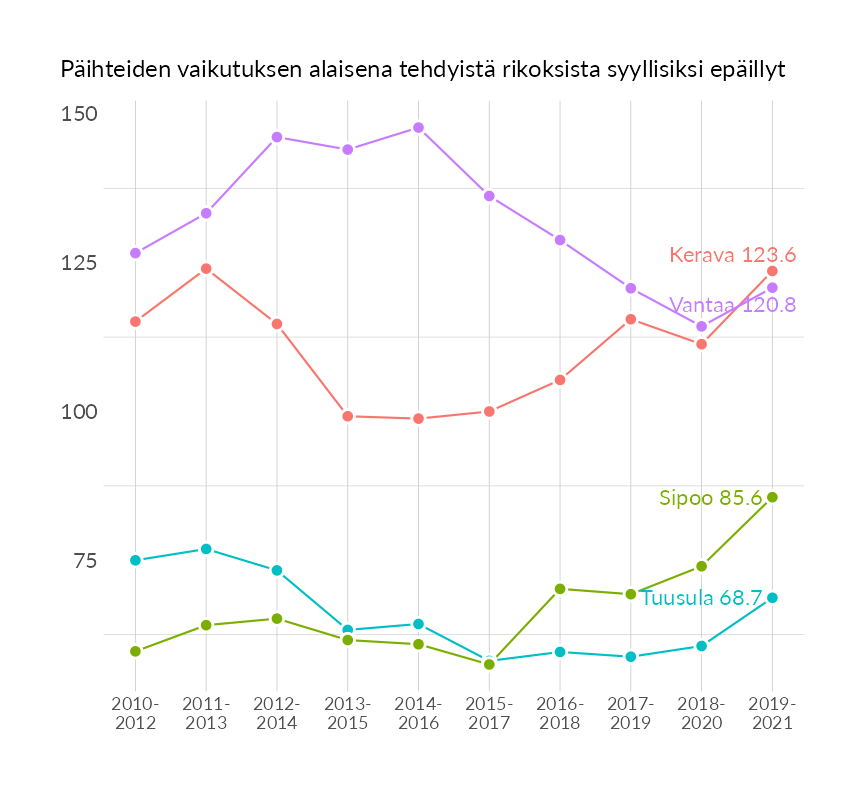 Päihteiden vaikutuksen alaisena tehdyistä rikoksista syyllisiksi epäillyt
150
125
100
75
Kerava 123.6
Vantaa 120.8
Sipoo 85.6
Tuusula 68.7
2010- 2011- 2012- 2013- 2014- 2015- 2016- 2017- 2018- 2019-
2012 2013 2014 2015 2016 2017 2018 2019 2020 2021